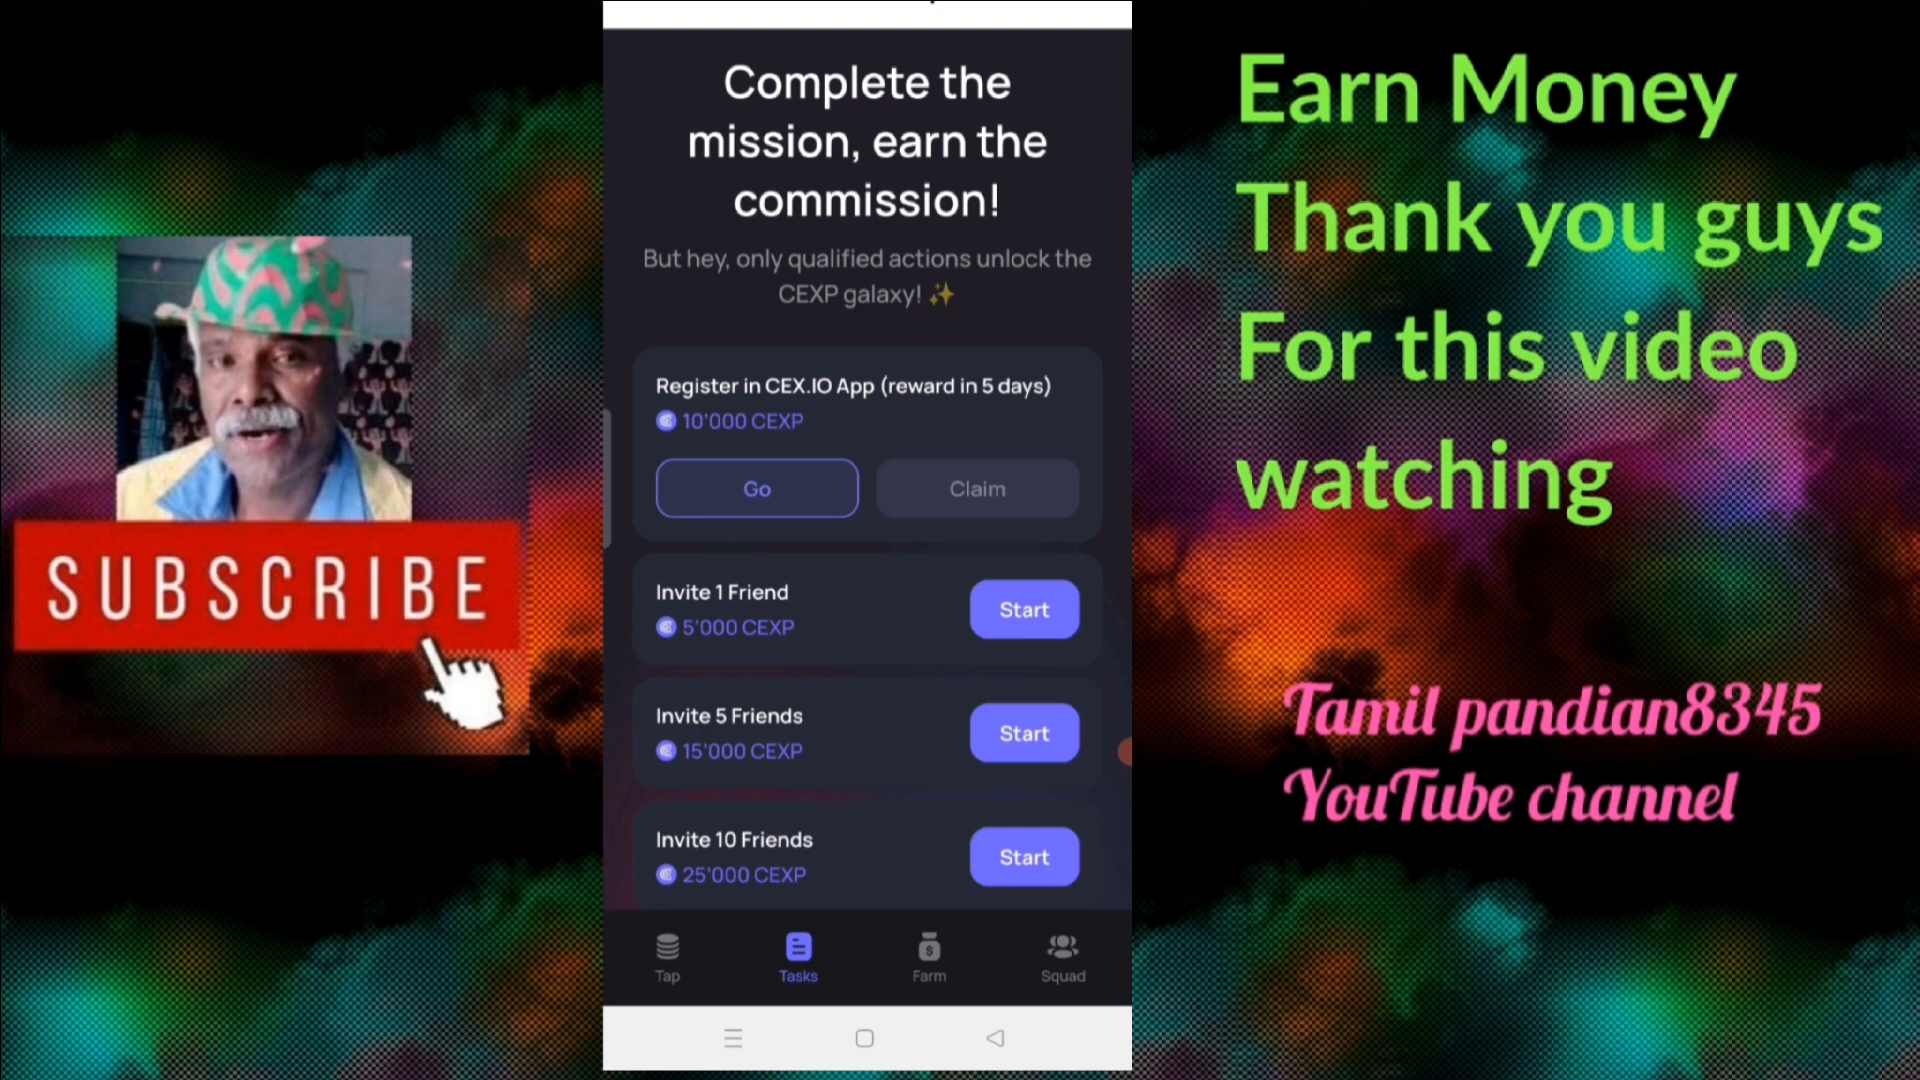 SUBSCRIBE
Complete the
mission, earn the
commission!
But hey, only qualified actions unlock the
CEXP galaxy! ✨
Register in CEX.IO App (reward in 5 days)
10'000 CEXP
Go
Claim
Invite 1 Friend
5'000 CEXP
Start
Invite 5 Friends
15'000 CEXP
Start
Invite 10 Friends
25'000 CEXP
Start
Tap
Tasks
Farm
Squad
Earn Money
Thank you guys
For this video
watching
Tamil pandian8345
YouTube channel